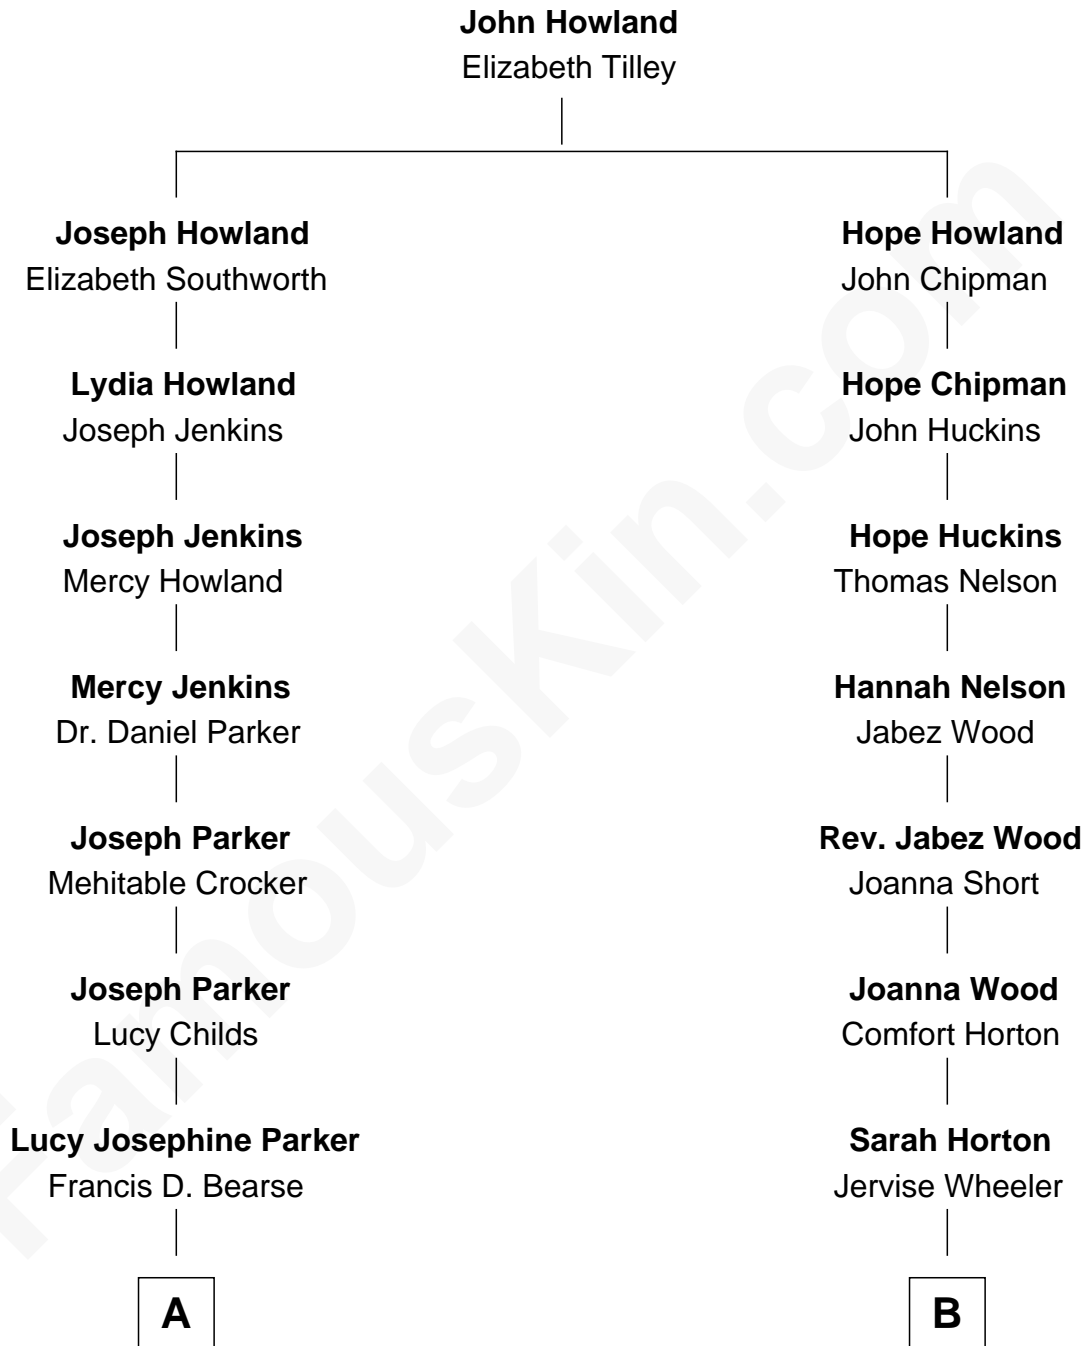 John Howland
Elizabeth Tilley
Joseph Howland
Elizabeth Southworth
Hope Howland
John Chipman
Lydia Howland
Joseph Jenkins
Hope Chipman
John Huckins
Joseph Jenkins
Mercy Howland
Hope Huckins
Thomas Nelson
Mercy Jenkins
Dr. Daniel Parker
Hannah Nelson
Jabez Wood
Joseph Parker
Mehitable Crocker
Rev. Jabez Wood
Joanna Short
Joseph Parker
Lucy Childs
Joanna Wood
Comfort Horton
Lucy Josephine Parker
Francis D. Bearse
Sarah Horton
Jervise Wheeler
A
B
FamousKin.com